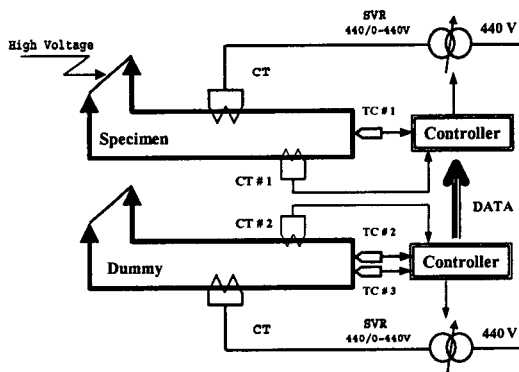 SVR
440/0~440V
440 V
High Voltage
CT
TC #1
Controller
Specimen
CT # 1
DATA
CT # 2
TC # 2
Controller
Dummy
TC # 3
CT
SVR
440/0~440V
440 V